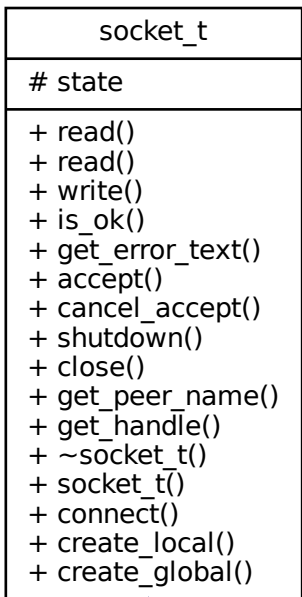 socket_t
# state
+ read()
+ read()
+ write()
+ is_ok()
+ get_error_text()
+ accept()
+ cancel_accept()
+ shutdown()
+ close()
+ get_peer_name()
+ get_handle()
+ ~socket_t()
+ socket_t()
+ connect()
+ create_local()
+ create_global()